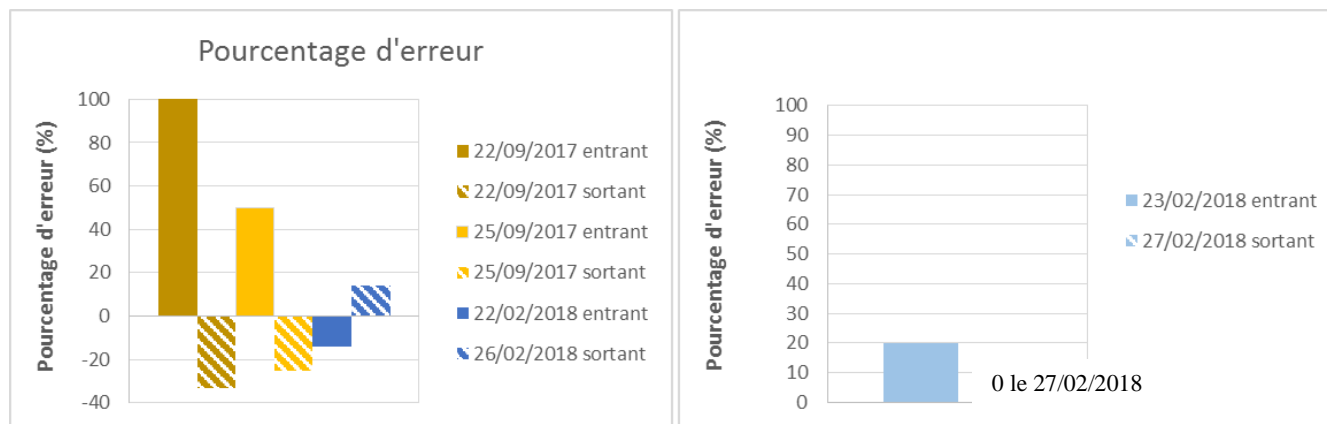 Pourcentage d'erreur
Pourcentage d'erreur (%)
100
80
60
40
20
0
-20
-40
22/09/2017 entrant
22/09/2017 sortant
25/09/2017 entrant
25/09/2017 sortant
22/02/2018 entrant
26/02/2018 sortant
Pourcentage d'erreur (%)
100
90
80
70
60
50
40
30
20
10
0
0 le 27/02/2018
23/02/2018 entrant
27/02/2018 sortant